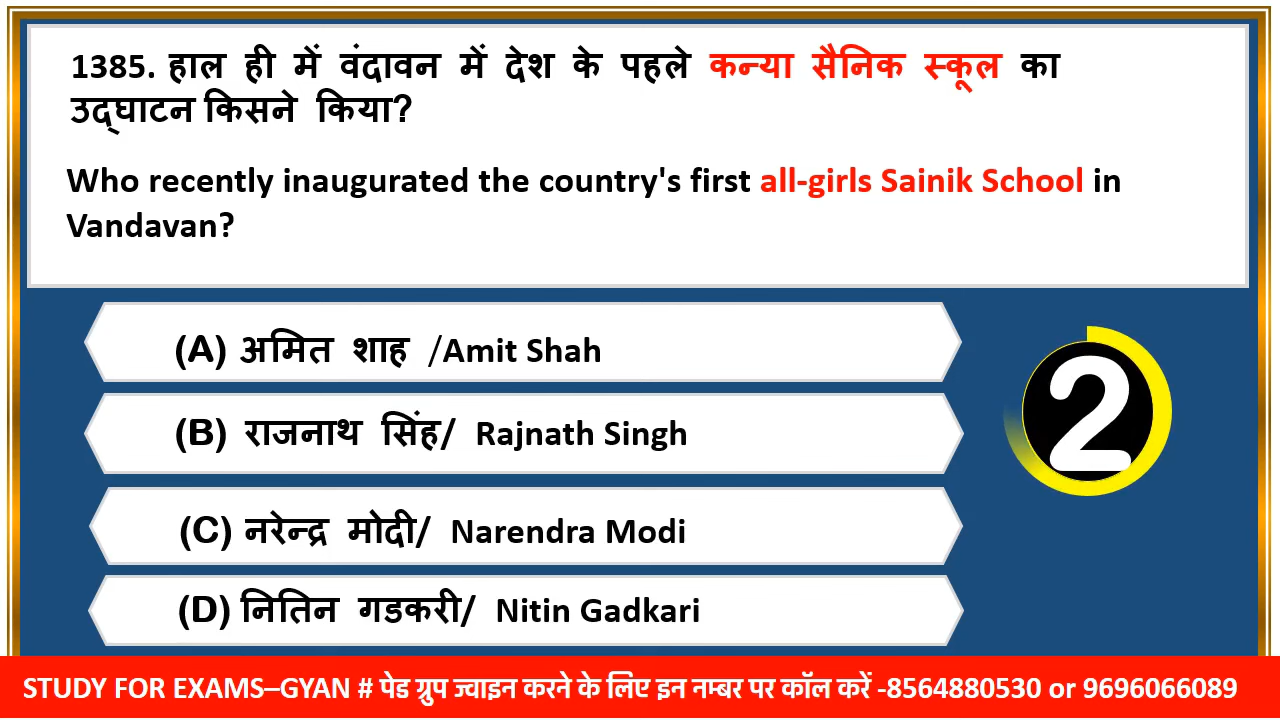 1385. हाल ही में वंदावन में देश के पहले कन्या सैनिक स्कूल का
उद्घाटन किसने किया?
Who recently inaugurated the country's first all-girls Sainik School in
Vandavan?
(A) अमित शाह /Amit Shah
(B) राजनाथ सिंह/ Rajnath Singh
2
(C) नरेन्द्र मोदी/ Narendra Modi
(D) नितिन गडकरी/ Nitin Gadkari
STUDY FOR EXAMS–GYAN # पेड ग्रुप ज्वाइन करने के लिए इन नम्बर पर कॉल करें -8564880530 or 9696066089